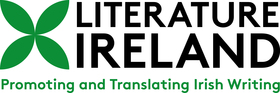 LITERATURE
IRELAND
Promoting and Translating Irish Writing